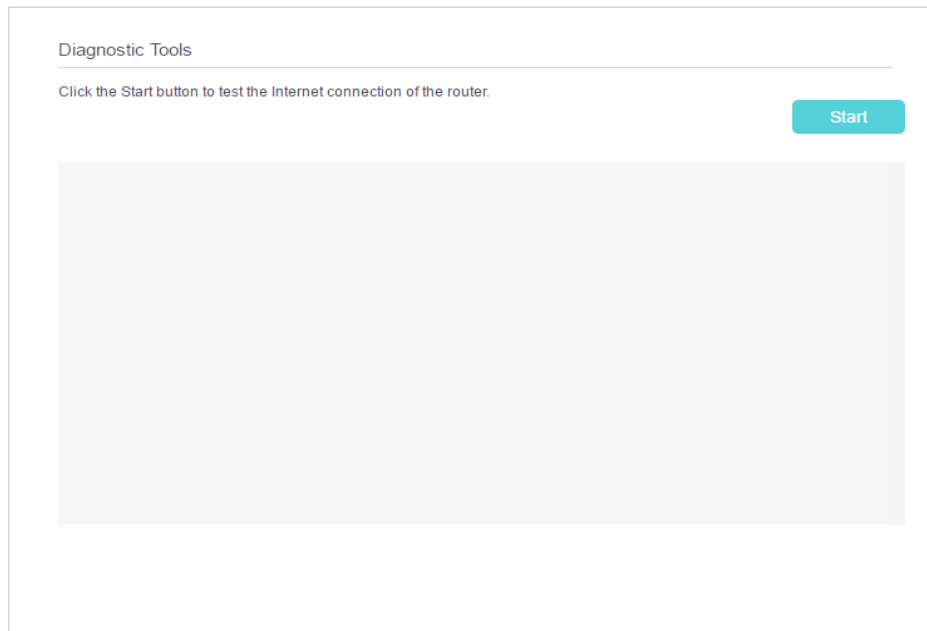 Diagnostic Tools
Click the Start button to test the Internet connection of the router.
Start